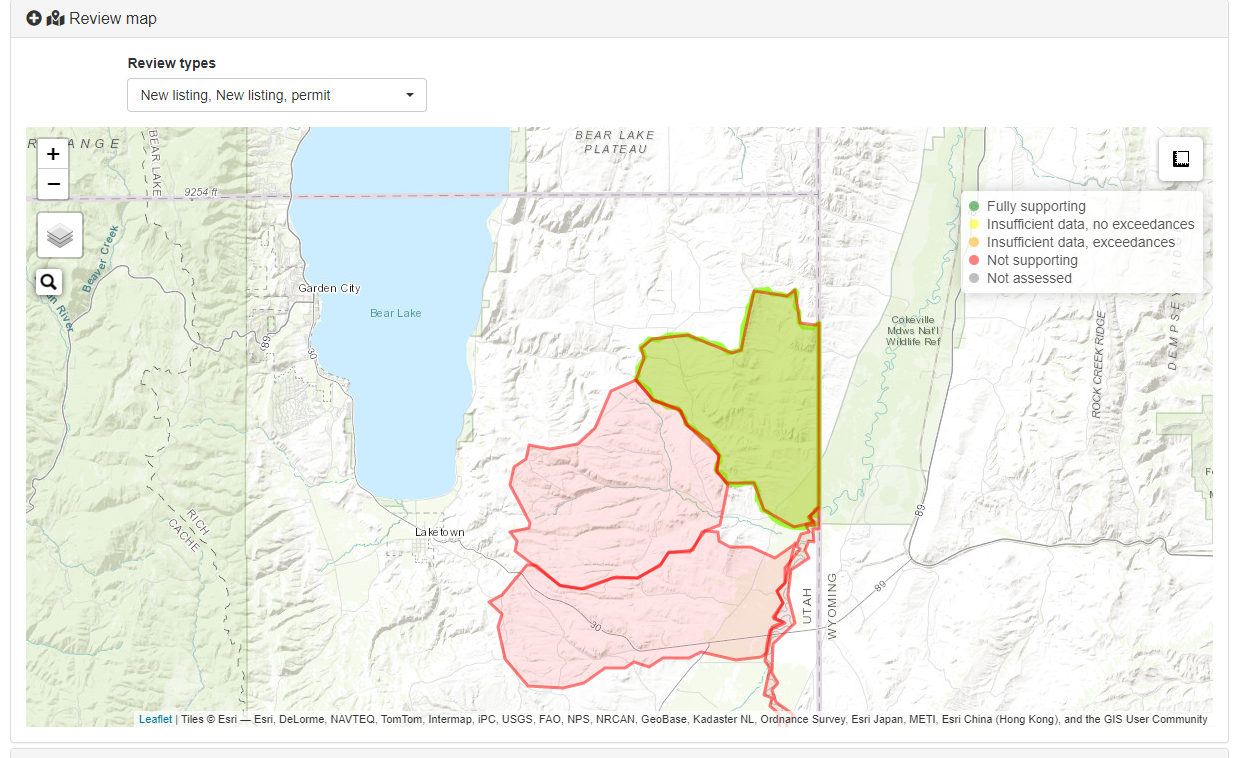 Review map
Review types
New listing, New listing, permit
BEAR LAKE
PLATEAU
ANGE
BEAR LAKE
9254 ft
+
−
Fully supporting
Insufficient data, no exceedances
Insufficient data, exceedances
Not supporting
Not assessed
Beaver Creek
River
Garden City
Bear Lake
89
30
Cokeville
Mdws Nat'l
Wildlife Ref
ROCK CREEK RIDGE
RICH
CACHE
Laketown
89
89
30
UTAH
WYOMING
Leaflet | Tiles © Esri — Esri, DeLorme, NAVTEQ, TomTom, Intermap, iPC, USGS, FAO, NPS, NRCAN, GeoBase, Kadaster NL, Ordnance Survey, Esri Japan, METI, Esri China (Hong Kong), and the GIS User Community